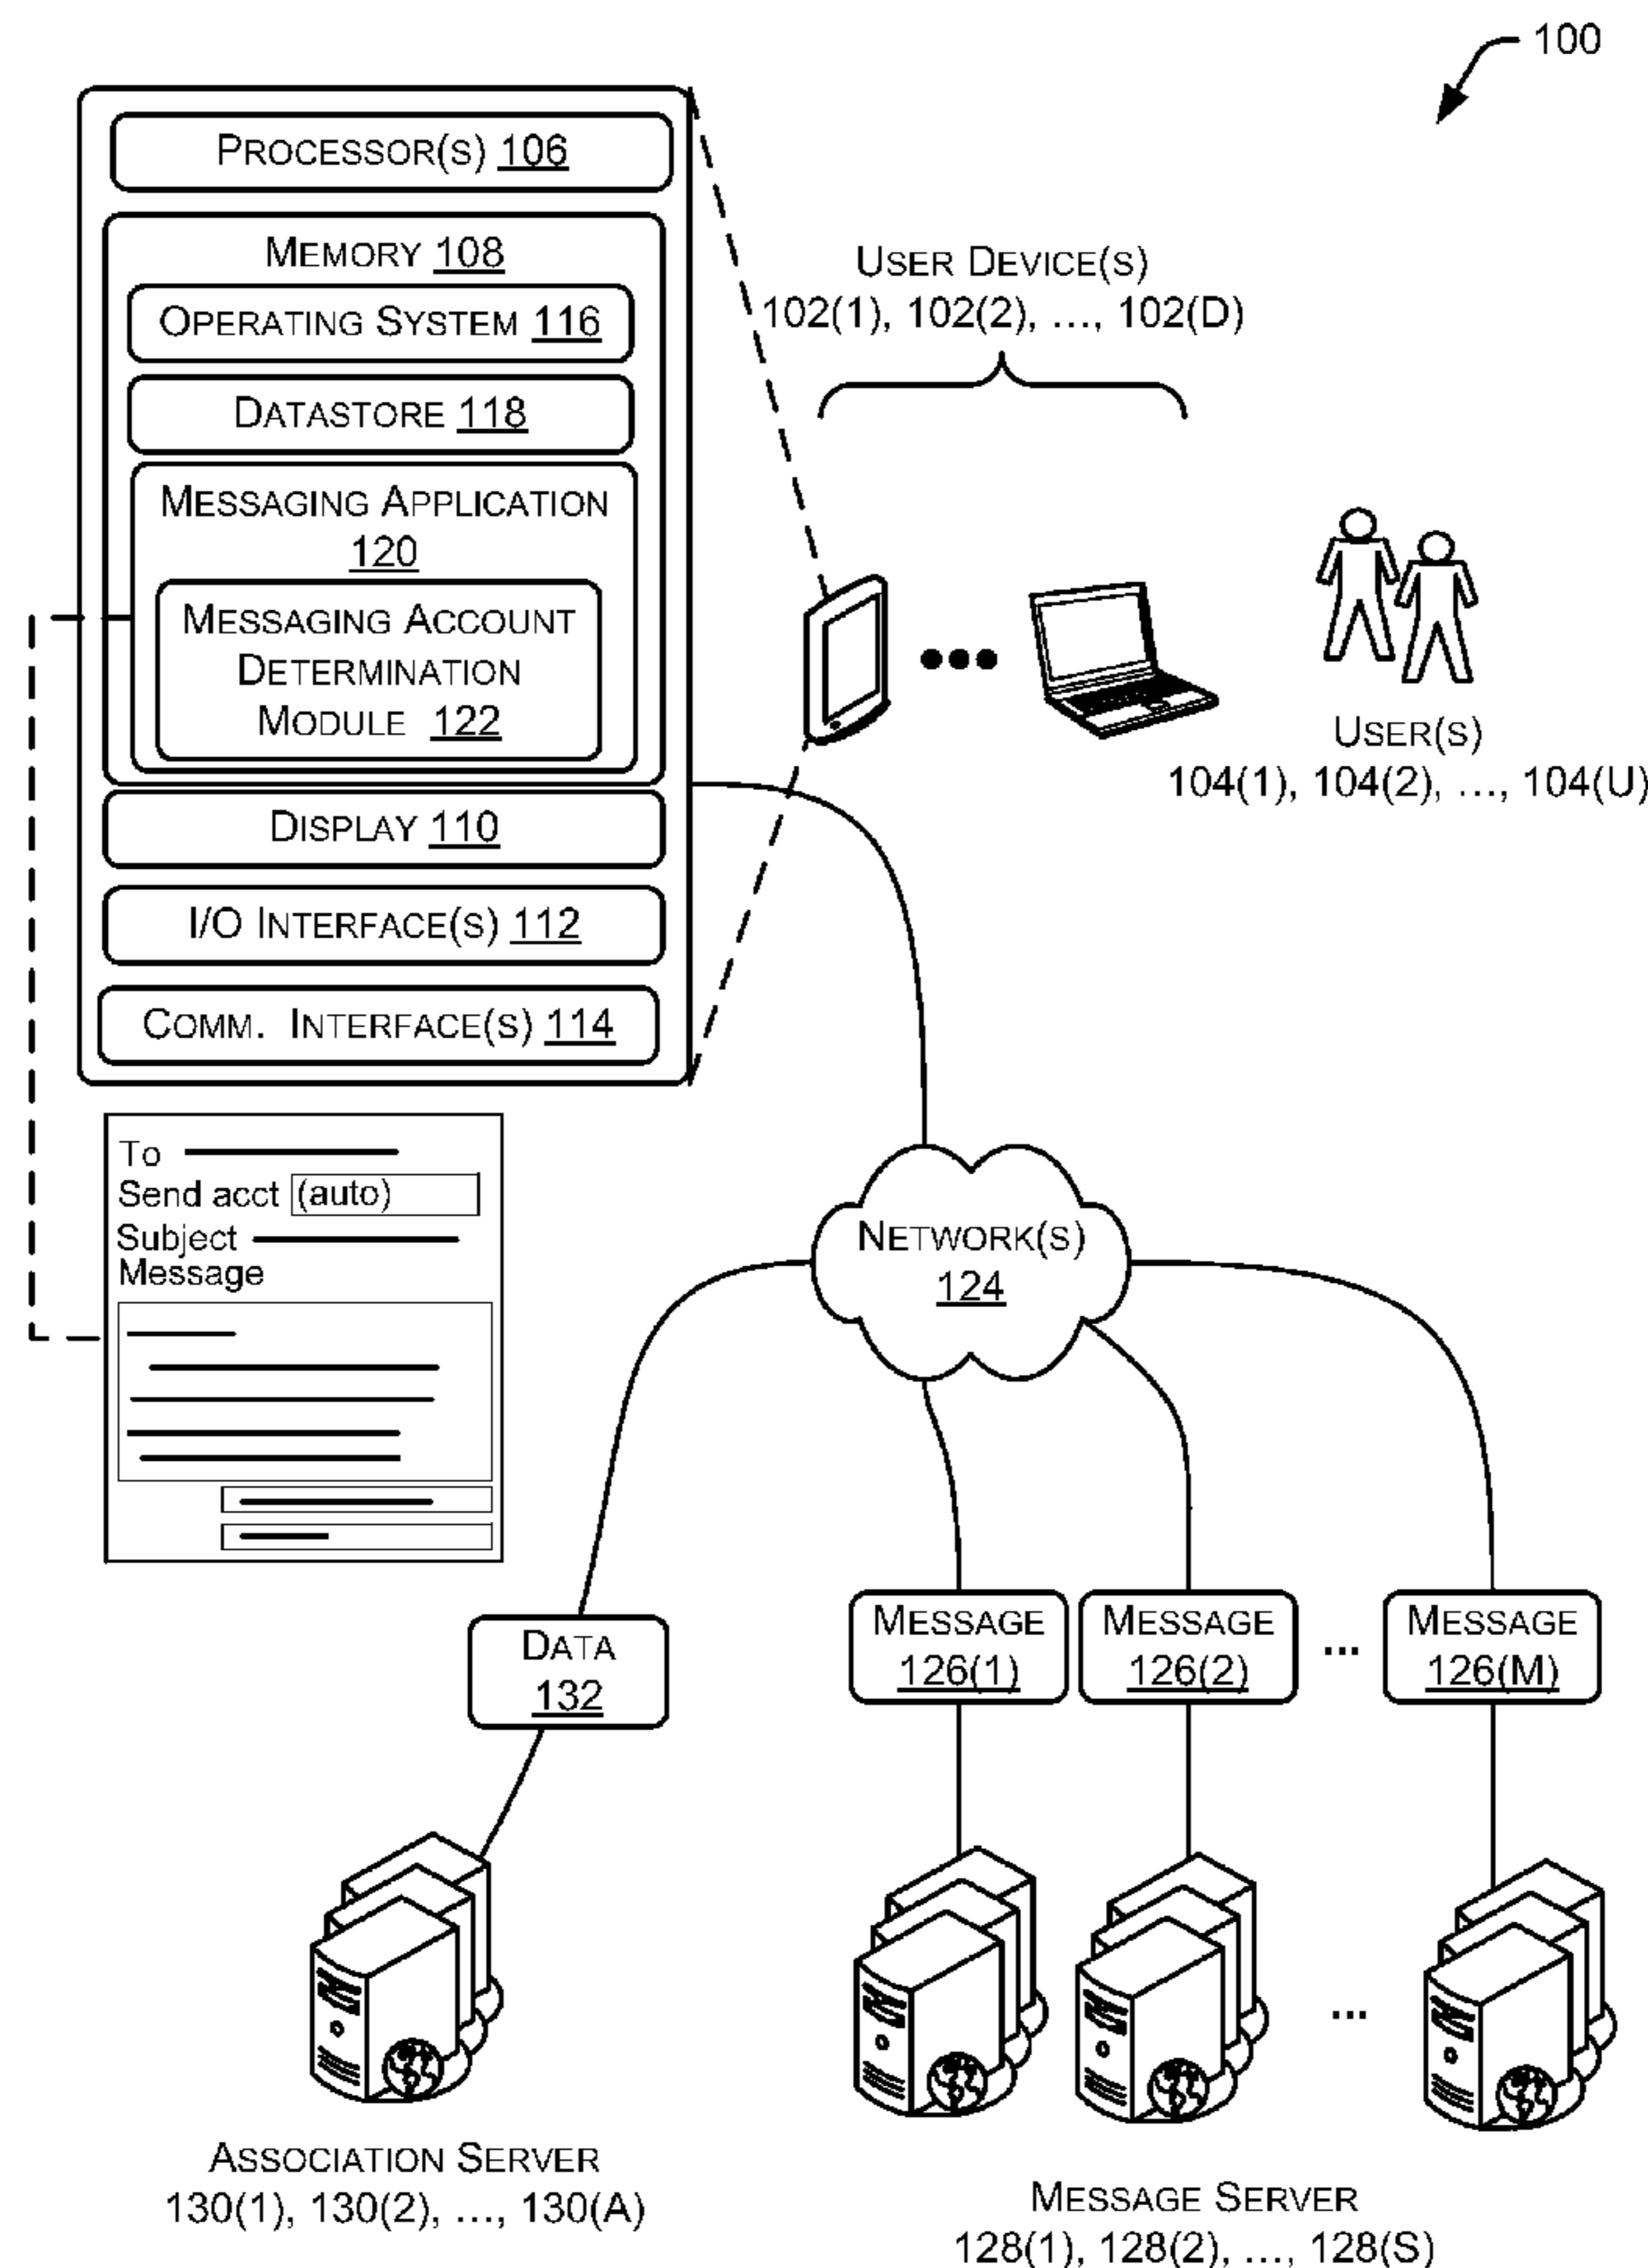 100
PROCESSOR(S) 106
MEMORY 108
OPERATING SYSTEM 116
DATASTORE 118
MESSAGING APPLICATION
120
MESSAGING ACCOUNT
DETERMINATION
MODULE 122
DISPLAY 110
I/O INTERFACE(S) 112
COMM. INTERFACE(S) 114
USER DEVICE(S)
102(1), 102(2), ..., 102(D)
USER(S)
104(1), 104(2), ..., 104(U)
To
Send acct (auto)
Subject
Message
NETWORK(S)
124
DATA
132
MESSAGE
126(1)
MESSAGE
126(2)
...
MESSAGE
126(M)
...
ASSOCIATION SERVER
130(1), 130(2), ..., 130(A)
MESSAGE SERVER
128(1), 128(2), ..., 128(S)